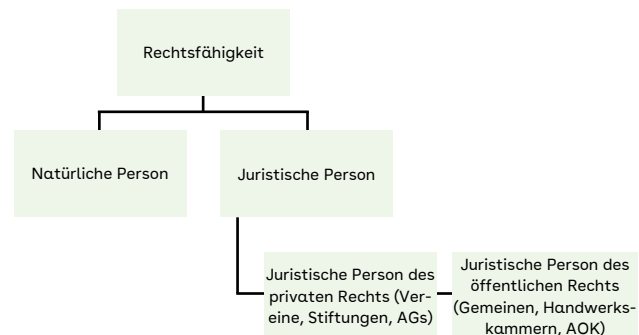 Rechtsfähigkeit
Natürliche Person
Juristische Person
Juristische Person des
privaten Rechts (Ver-
eine, Stiftungen, AGs)
Juristische Person des
öffentlichen Rechts
(Gemeinen, Handwerks-
kammern, AOK)